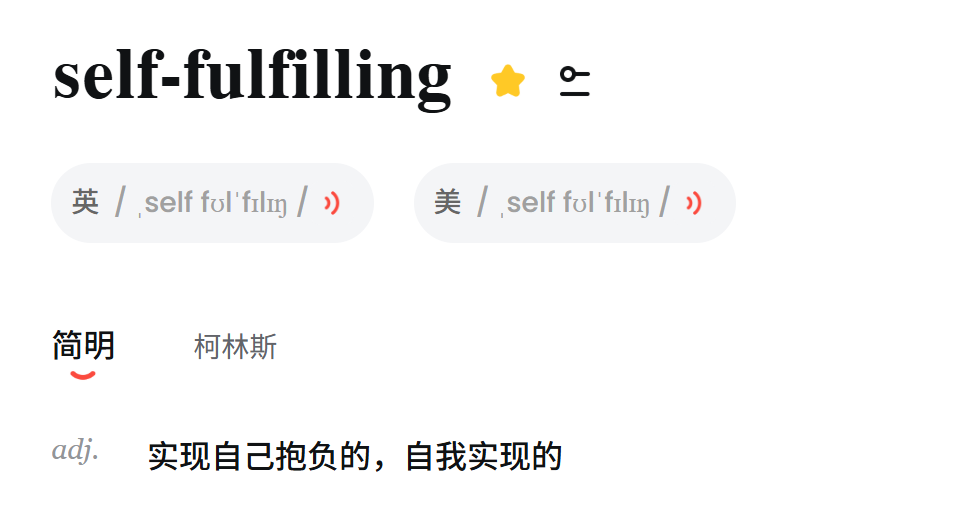 self-fulfilling
英 / ˌself fʊlˈfɪlɪŋ / 美 / ˌself fʊlˈfɪlɪŋ /
简明 柯林斯
adj. 实现自己抱负的，自我实现的